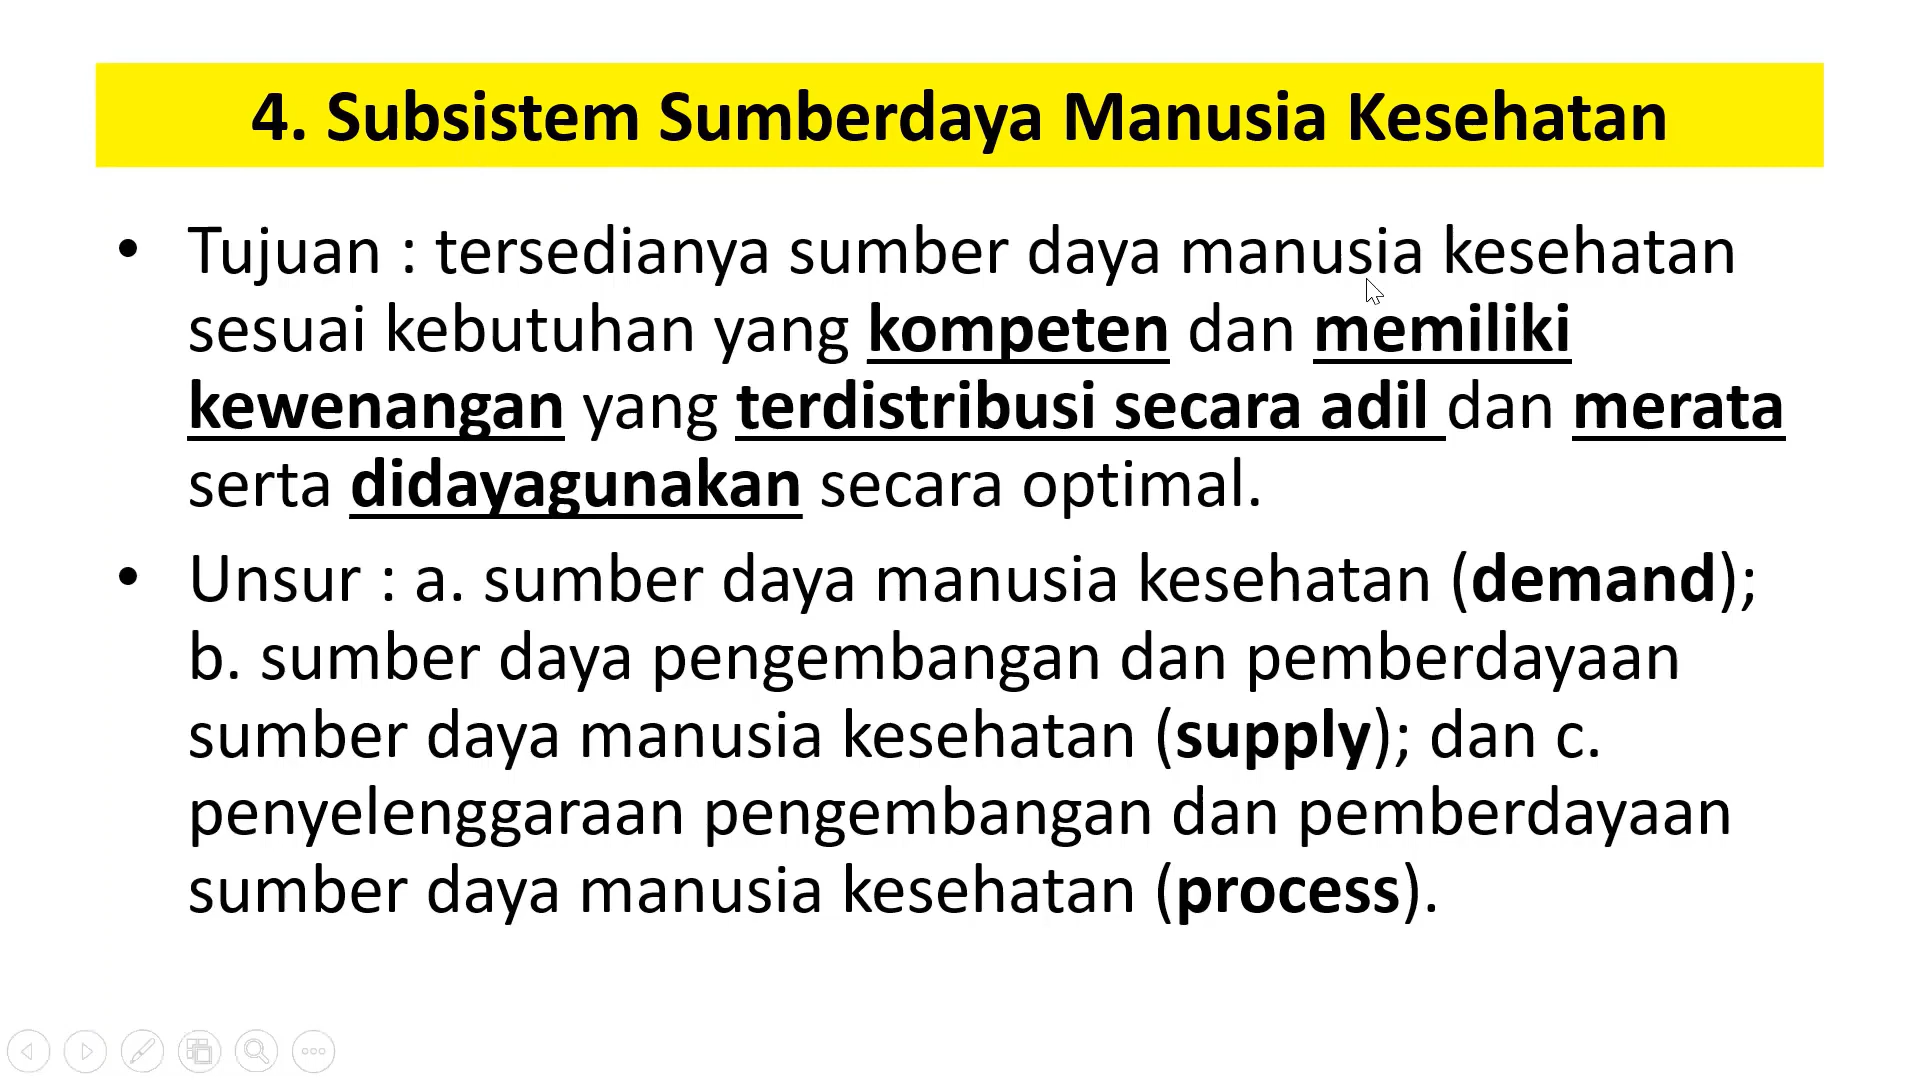 4. Subsistem Sumberdaya Manusia Kesehatan
• Tujuan : tersedianya sumber daya manusia kesehatan
sesuai kebutuhan yang kompeten dan memiliki
kewenangan yang terdistribusi secara adil dan merata
serta didayagunakan secara optimal.
• Unsur : a. sumber daya manusia kesehatan (demand);
b. sumber daya pengembangan dan pemberdayaan
sumber daya manusia kesehatan (supply); dan c.
penyelenggaraan pengembangan dan pemberdayaan
sumber daya manusia kesehatan (process).